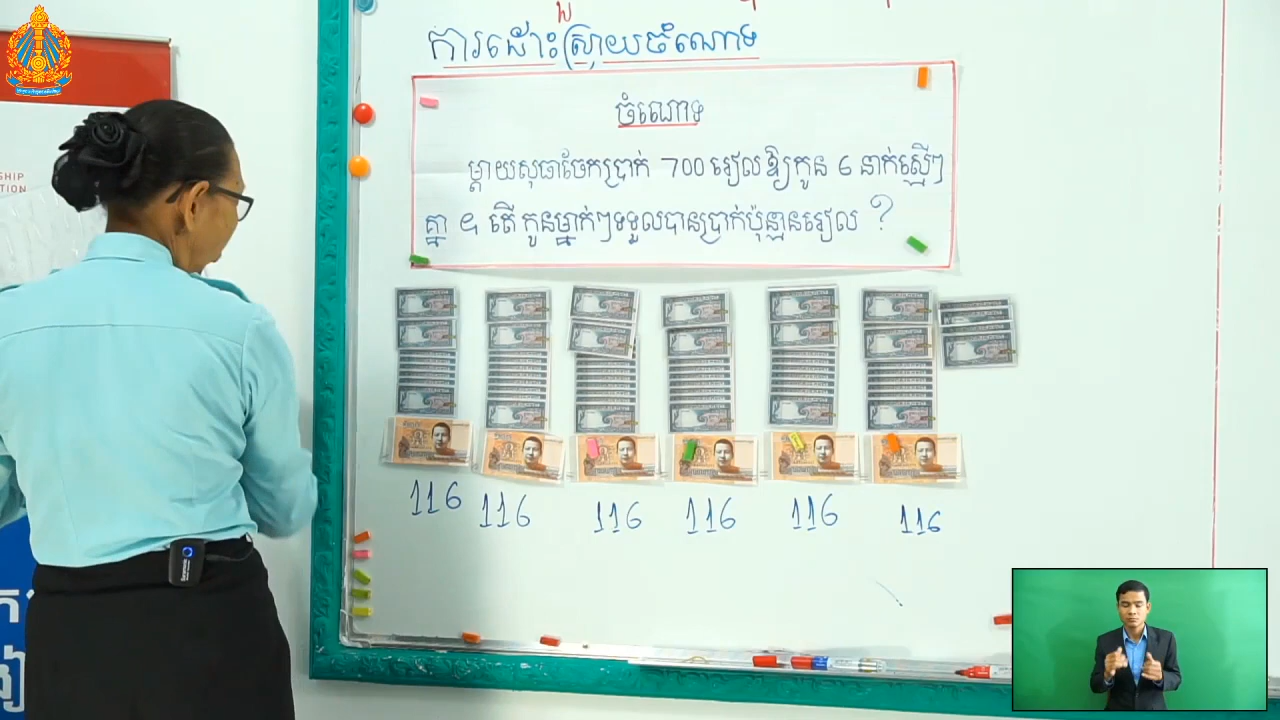 ការដោះស្រាយចំណោទ
ចំណោទ
ម្ដាយសុធាចែកប្រាក់ 700 រៀលឱ្យកូន ៦ នាក់ស្មើៗ
គ្នា ។ តើ កូនម្នាក់ៗទទួលបានប្រាក់ប៉ុន្មានរៀល ?
116 116 116 116 116 116
SHIP
TION